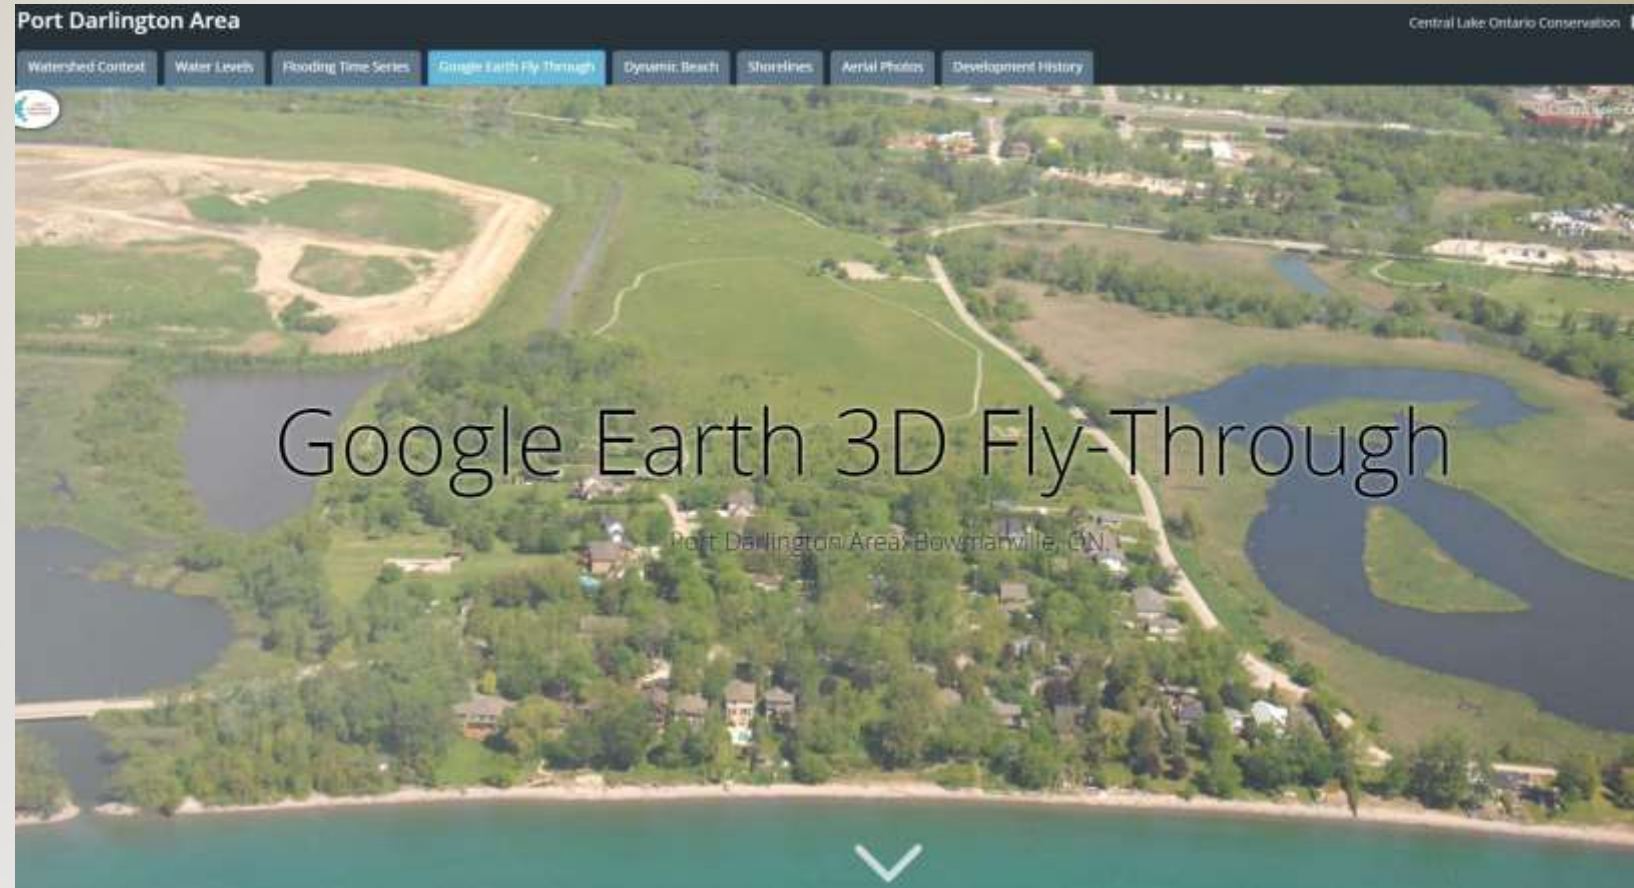 Port Darlington Area
Central Lake Ontario Conservation
Watershed Context
Water Levels
Flooding Time Series
Google Earth Fly-Through
Dynamic Beach
Shorelines
Aerial Photos
Development History
Google Earth 3D Fly-Through
Port Darlington Area, Bowmanville, ON